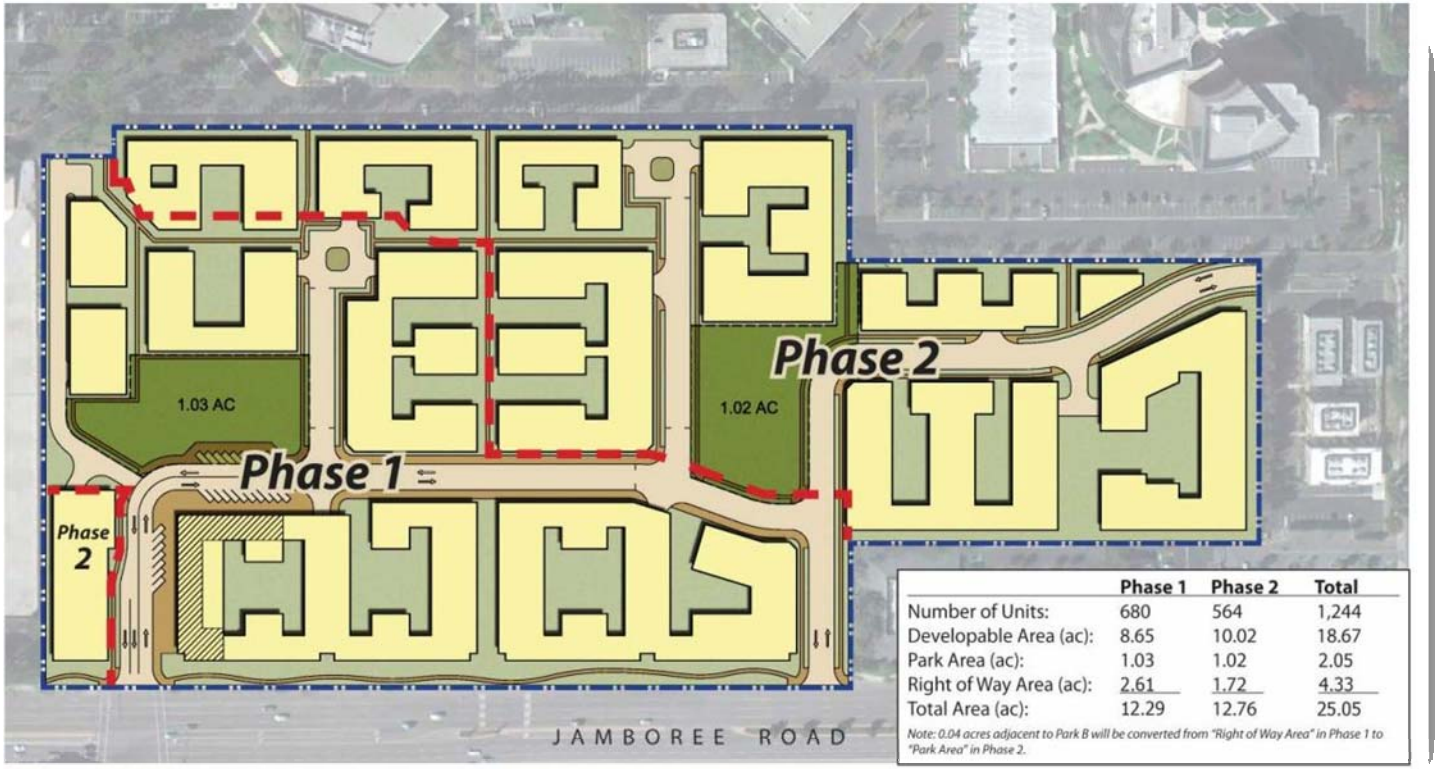 1.03 AC
Phase 2
1.02 AC
Phase 1
Phase
2
Phase 1 Phase 2 Total
Number of Units: 680 564 1,244
Developable Area (ac): 8.65 10.02 18.67
Park Area (ac): 1.03 1.02 2.05
Right of Way Area (ac): 2.61 1.72 4.33
Total Area (ac): 12.29 12.76 25.05
Note: 0.04 acres adjacent to Park B will be converted from "Right of Way Area" in Phase 1 to
"Park Area" in Phase 2.
JAMBOREE ROAD